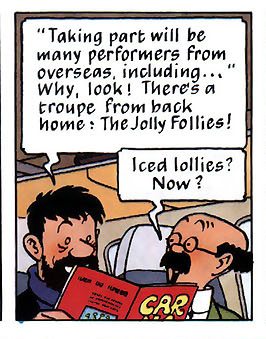 "Taking part will be
many performers from
overseas, including..."
Why, look! There's a
troupe from back
home: The Jolly Follies!
Iced lollies?
Now?
CAR